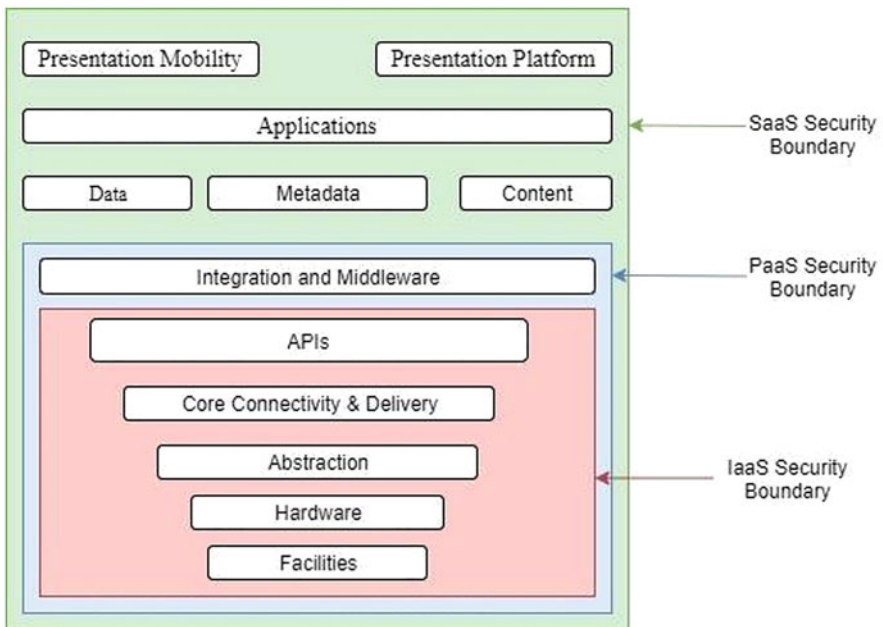 Presentation Mobility
Presentation Platform
Applications
SaaS Security
Boundary
Data
Metadata
Content
Integration and Middleware
PaaS Security
Boundary
APIs
Core Connectivity & Delivery
Abstraction
IaaS Security
Boundary
Hardware
Facilities